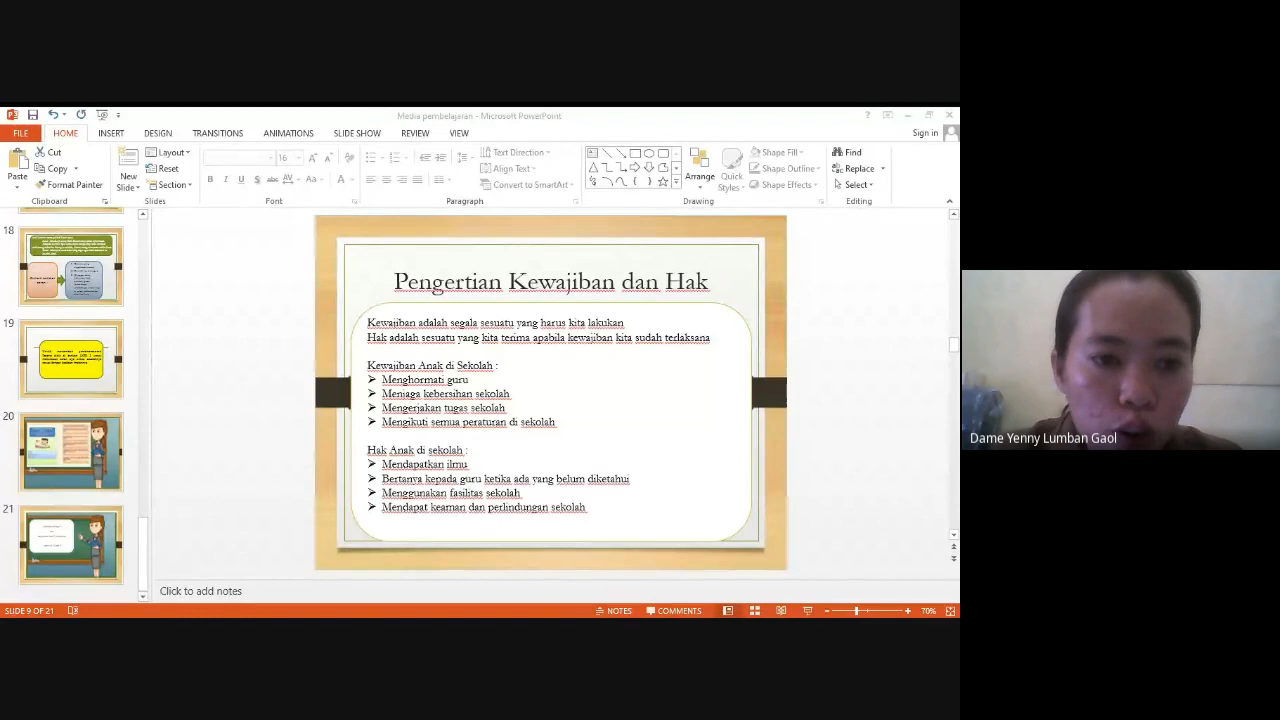 Media pembelajaran - Microsoft PowerPoint
Sign in
FILE HOME INSERT DESIGN TRANSITIONS ANIMATIONS SLIDE SHOW REVIEW VIEW
Paste
Cut
Copy
Format Painter
Clipboard
New Slide
Layout
Reset
Section
Slides
16
Font
Text Direction
Align Text
Convert to SmartArt
Paragraph
Arrange
Quick Styles
Shape Fill
Shape Outline
Shape Effects
Drawing
Find
Replace
Select
Editing
18
19
20
21
Pengertian Kewajiban dan Hak
Kewajiban adalah segala sesuatu yang harus kita lakukan
Hak adalah sesuatu yang kita terima apabila kewajiban kita sudah terlaksana
Kewajiban Anak di Sekolah :
Menghormati guru
Menjaga kebersihan sekolah
Mengerjakan tugas sekolah
Mengikuti semua peraturan di sekolah
Hak Anak di sekolah :
Mendapatkan ilmu
Bertanya kepada guru ketika ada yang belum diketahui
Menggunakan fasilitas sekolah
Mendapat keaman dan perlindungan sekolah
Click to add notes
SLIDE 9 OF 21
NOTES
COMMENTS
70%
Dame Yenny Lumban Gaol